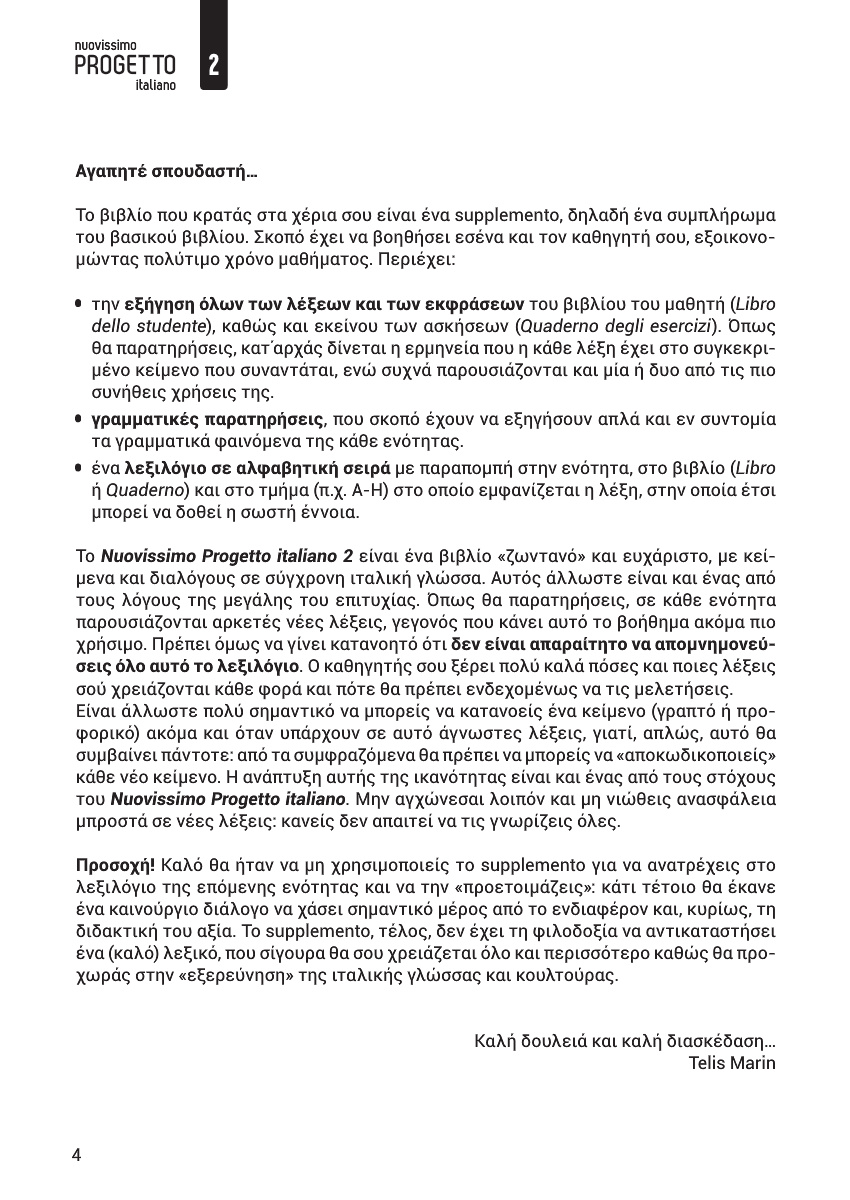 nuovissimo
PROGETTO
italiano
2
Αγαπητέ σπουδαστή…
Το βιβλίο που κρατάς στα χέρια σου είναι ένα supplemento, δηλαδή ένα συμπλήρωμα
του βασικού βιβλίου. Σκοπό έχει να βοηθήσει εσένα και τον καθηγητή σου, εξοικονο-
μώντας πολύτιμο χρόνο μαθήματος. Περιέχει:
• την εξήγηση όλων των λέξεων και των εκφράσεων του βιβλίου του μαθητή (Libro
dello studente), καθώς και εκείνου των ασκήσεων (Quaderno degli esercizi). Όπως
θα παρατηρήσεις, κατ΄αρχάς δίνεται η ερμηνεία που η κάθε λέξη έχει στο συγκεκρι-
μένο κείμενο που συναντάται, ενώ συχνά παρουσιάζονται και μία ή δυο από τις πιο
συνήθεις χρήσεις της.
• γραμματικές παρατηρήσεις, που σκοπό έχουν να εξηγήσουν απλά και εν συντομία
τα γραμματικά φαινόμενα της κάθε ενότητας.
• ένα λεξιλόγιο σε αλφαβητική σειρά με παραπομπή στην ενότητα, στο βιβλίο (Libro
ή Quaderno) και στο τμήμα (π.χ. Α-Η) στο οποίο εμφανίζεται η λέξη, στην οποία έτσι
μπορεί να δοθεί η σωστή έννοια.
Το Nuovissimo Progetto italiano 2 είναι ένα βιβλίο «ζωντανό» και ευχάριστο, με κεί-
μενα και διαλόγους σε σύγχρονη ιταλική γλώσσα. Αυτός άλλωστε είναι και ένας από
τους λόγους της μεγάλης του επιτυχίας. Όπως θα παρατηρήσεις, σε κάθε ενότητα
παρουσιάζονται αρκετές νέες λέξεις, γεγονός που κάνει αυτό το βοήθημα ακόμα πιο
χρήσιμο. Πρέπει όμως να γίνει κατανοητό ότι δεν είναι απαραίτητο να απομνημονεύ-
σεις όλο αυτό το λεξιλόγιο. Ο καθηγητής σου ξέρει πολύ καλά πόσες και ποιες λέξεις
σού χρειάζονται κάθε φορά και πότε θα πρέπει ενδεχομένως να τις μελετήσεις.
Είναι άλλωστε πολύ σημαντικό να μπορείς να κατανοείς ένα κείμενο (γραπτό ή προ-
φορικό) ακόμα και όταν υπάρχουν σε αυτό άγνωστες λέξεις, γιατί, απλώς, αυτό θα
συμβαίνει πάντοτε: από τα συμφραζόμενα θα πρέπει να μπορείς να «αποκωδικοποιείς»
κάθε νέο κείμενο. Η ανάπτυξη αυτής της ικανότητας είναι και ένας από τους στόχους
του Nuovissimo Progetto italiano. Μην αγχώνεσαι λοιπόν και μη νιώθεις ανασφάλεια
μπροστά σε νέες λέξεις: κανείς δεν απαιτεί να τις γνωρίζεις όλες.
Προσοχή! Καλό θα ήταν να μη χρησιμοποιείς το supplemento για να ανατρέχεις στο
λεξιλόγιο της επόμενης ενότητας και να την «προετοιμάζεις»: κάτι τέτοιο θα έκανε
ένα καινούργιο διάλογο να χάσει σημαντικό μέρος από το ενδιαφέρον και, κυρίως, τη
διδακτική του αξία. Το supplemento, τέλος, δεν έχει τη φιλοδοξία να αντικαταστήσει
ένα (καλό) λεξικό, που σίγουρα θα σου χρειάζεται όλο και περισσότερο καθώς θα προ-
χωράς στην «εξερεύνηση» της ιταλικής γλώσσας και κουλτούρας.
Καλή δουλειά και καλή διασκέδαση…
Telis Marin
4